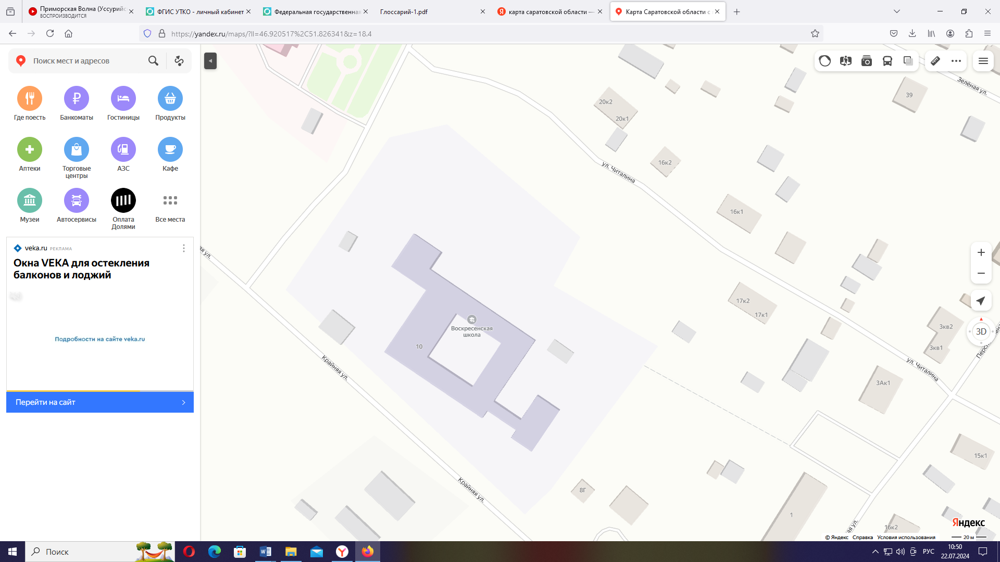 Приморская Волна (Уссурийс
ВОСПРОИЗВОДИТСЯ
ФГИС УТКО - личный кабинет
Федеральная государственная
Глоссарий-1.pdf
карта саратовской области —
Карта Саратовской области с
https://yandex.ru/maps/?ll=46.920517%2C51.826341&z=18.4
Поиск мест и адресов
Где поесть
Банкоматы
Гостиницы
Продукты
Аптеки
Торговые
центры
АЗС
Кафе
Музеи
Автосервисы
Оплата
Долями
Все места
veka.ru РЕКЛАМА
Окна VEKA для остекления
балконов и лоджий
Подробности на сайте veka.ru
Перейти на сайт
Зелёная ул.
39
20к2
20к1
16к2
ул. Читалина
16к1
ая ул.
17к2
17к1
Воскресенская
школа
10
3кв2
3кв1
3D
Крайняя ул.
ул. Читалина
3Ак1
15к1
Крайняя ул.
8Г
1
16к2
ая ул.
Яндекс
© Яндекс Справка Условия использования
20 м
Поиск
РУС
10:50
22.07.2024